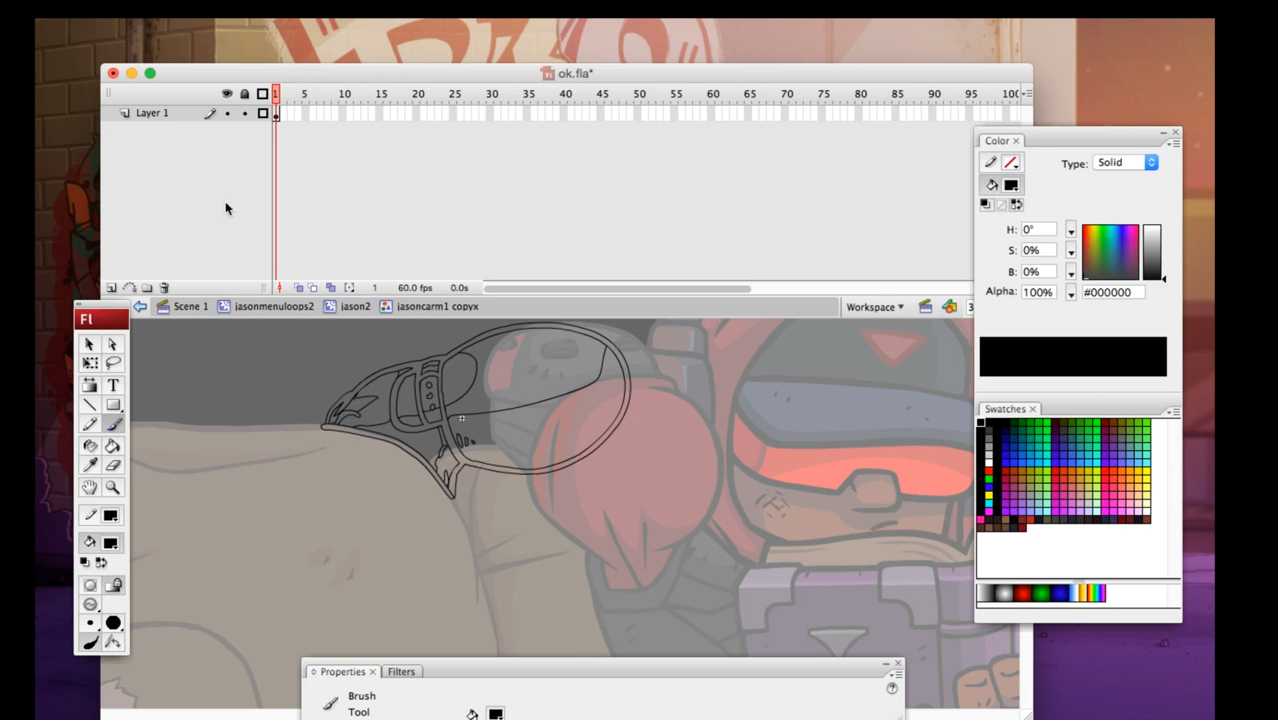 ok.fla*
1 5 10 15 20 25 30 35 40 45 50 55 60 65 70 75 80 85 90 95 100
Layer 1
1 60.0 fps 0.0s
Scene 1 jasonmenuloops2 jason2 jasoncarm1 copyx Workspace
Fl
T
Color
Type: Solid
H: 0°
S: 0%
B: 0%
Alpha: 100% #000000
Swatches
Properties Filters
Brush
Tool